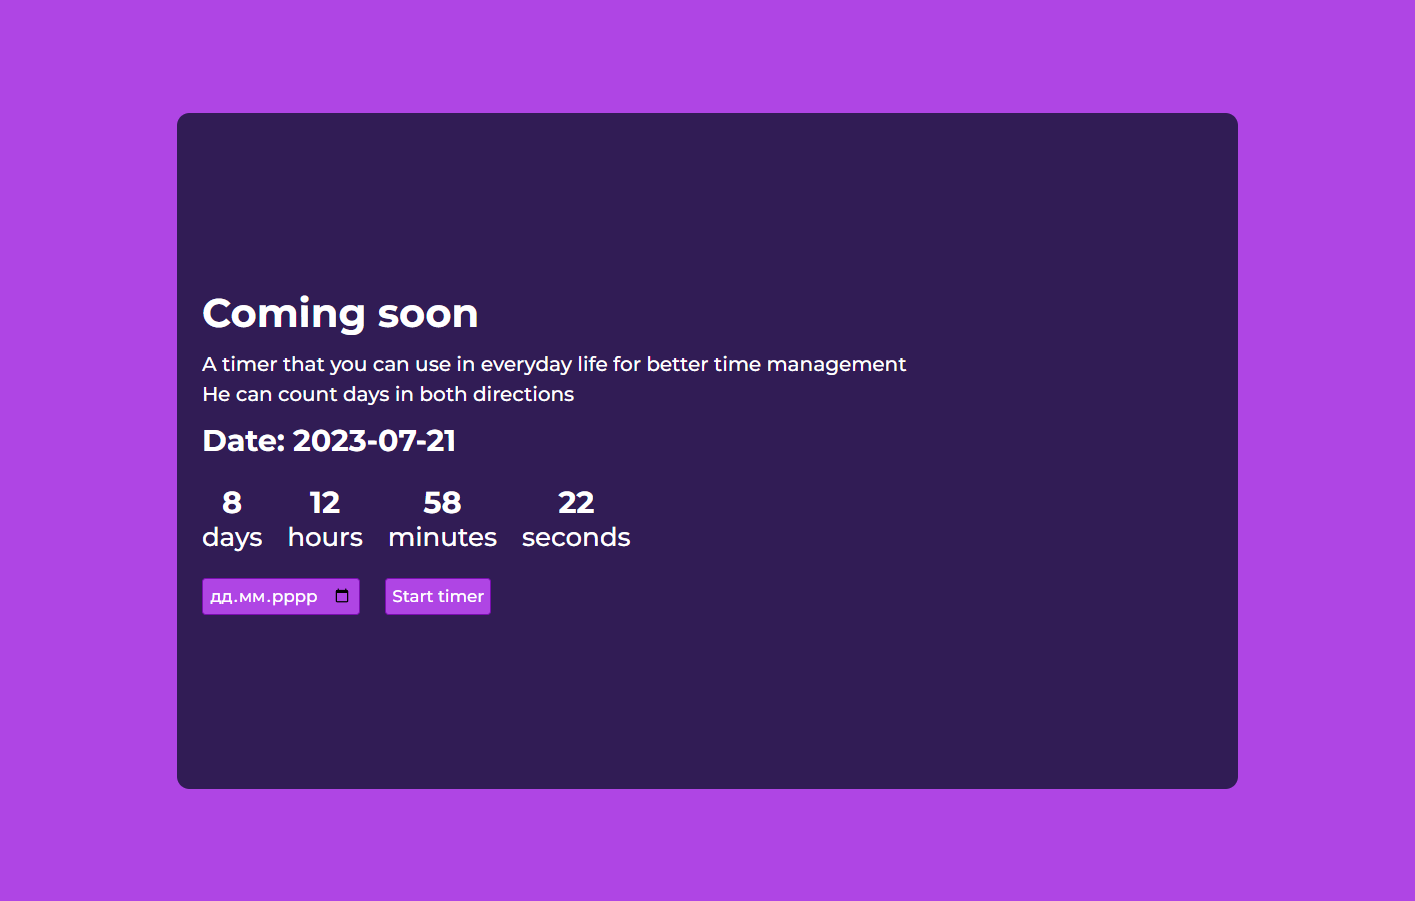 Coming soon
A timer that you can use in everyday life for better time management
He can count days in both directions
Date: 2023-07-21
8 12 58 22
days hours minutes seconds
дд.мм.рррр Start timer